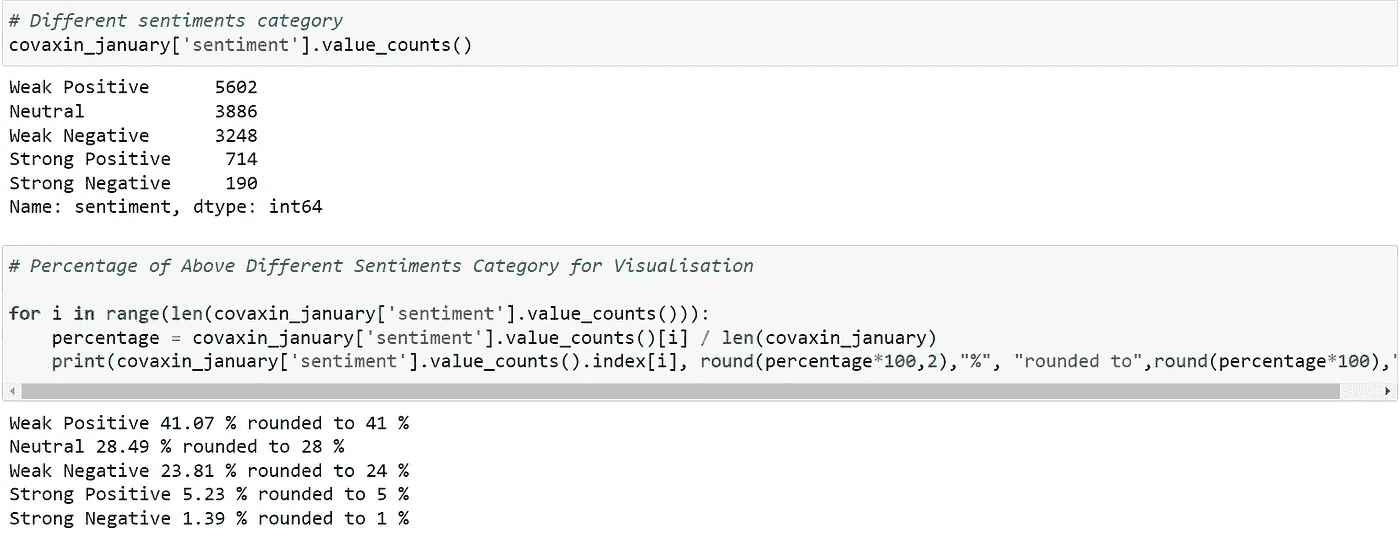 # Different sentiments category
covaxin_january['sentiment'].value_counts()
Weak Positive      5602
Neutral            3886
Weak Negative      3248
Strong Positive     714
Strong Negative     190
Name: sentiment, dtype: int64
# Percentage of Above Different Sentiments Category for Visualisation
for i in range(len(covaxin_january['sentiment'].value_counts())):
    percentage = covaxin_january['sentiment'].value_counts()[i] / len(covaxin_january)
    print(covaxin_january['sentiment'].value_counts().index[i], round(percentage*100,2),"%", "rounded to",round(percentage*100),'
Weak Positive 41.07 % rounded to 41 %
Neutral 28.49 % rounded to 28 %
Weak Negative 23.81 % rounded to 24 %
Strong Positive 5.23 % rounded to 5 %
Strong Negative 1.39 % rounded to 1 %